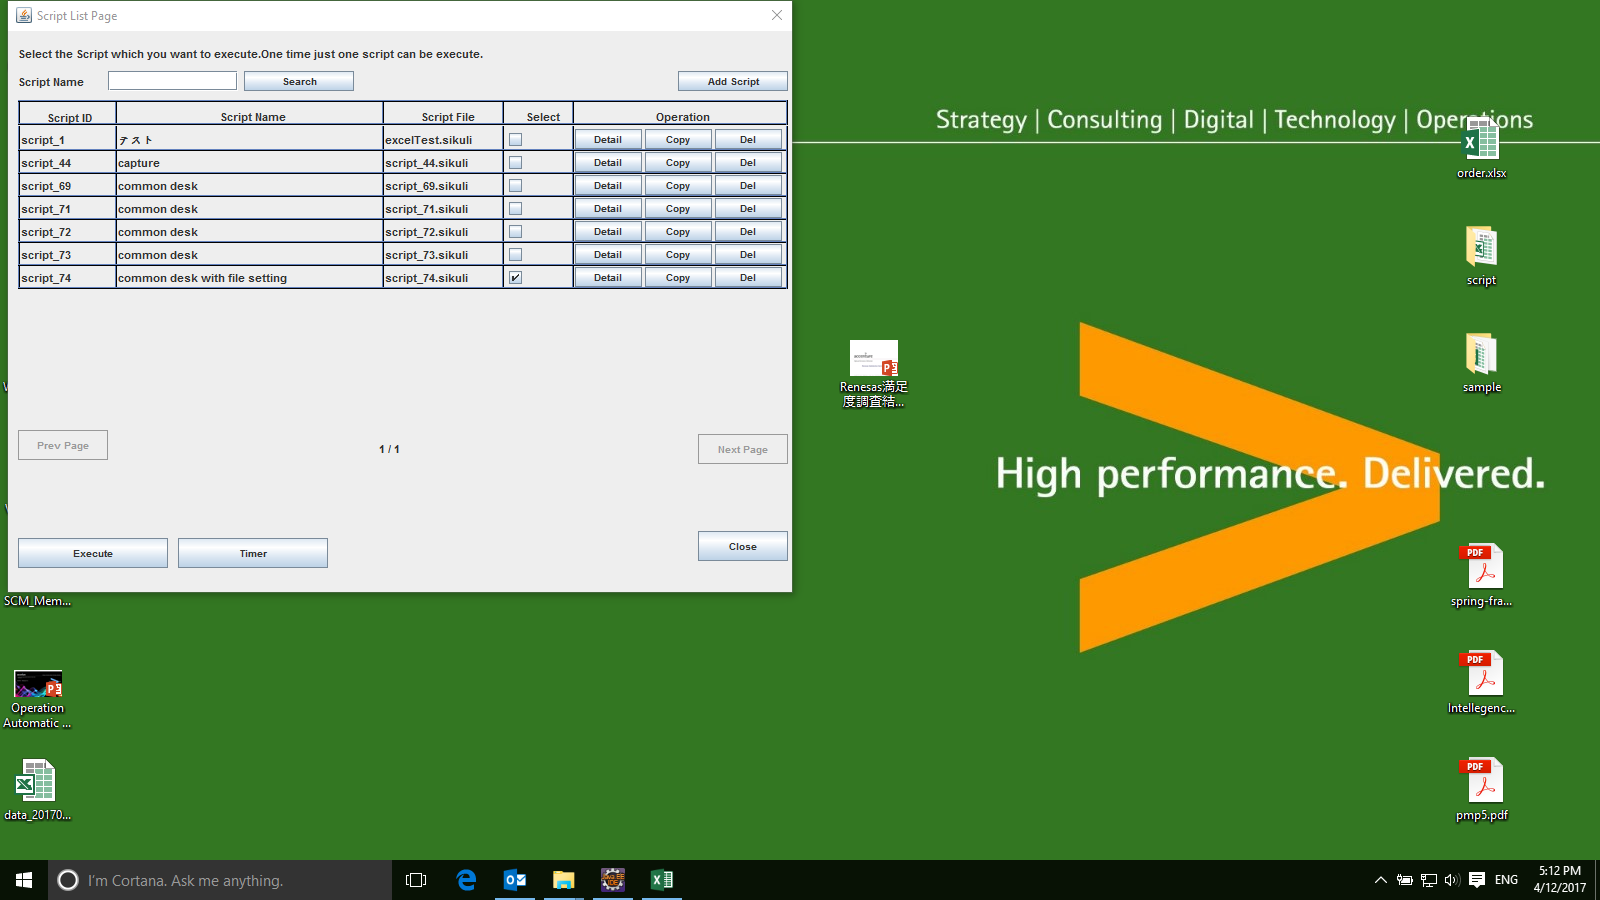 Script List Page
Select the Script which you want to execute.One time just one script can be execute.
Script Name
Search
Add Script
Script ID Script Name Script File Select Operation
script_1 テスト excelTest.sikuli Detail Copy Del
script_44 capture script_44.sikuli Detail Copy Del
script_69 common desk script_69.sikuli Detail Copy Del
script_71 common desk script_71.sikuli Detail Copy Del
script_72 common desk script_72.sikuli Detail Copy Del
script_73 common desk script_73.sikuli Detail Copy Del
script_74 common desk with file setting script_74.sikuli Detail Copy Del
Prev Page
1 / 1
Next Page
Execute
Timer
Close
Strategy | Consulting | Digital | Technology | Operations
order.xlsx
script
sample
Renesas満足
度調査結...
High performance. Delivered.
SCM_Mem...
spring-fra...
Operation
Automatic ...
Intellegenc...
data_20170...
pmp5.pdf
I'm Cortana. Ask me anything.
ENG
5:12 PM
4/12/2017